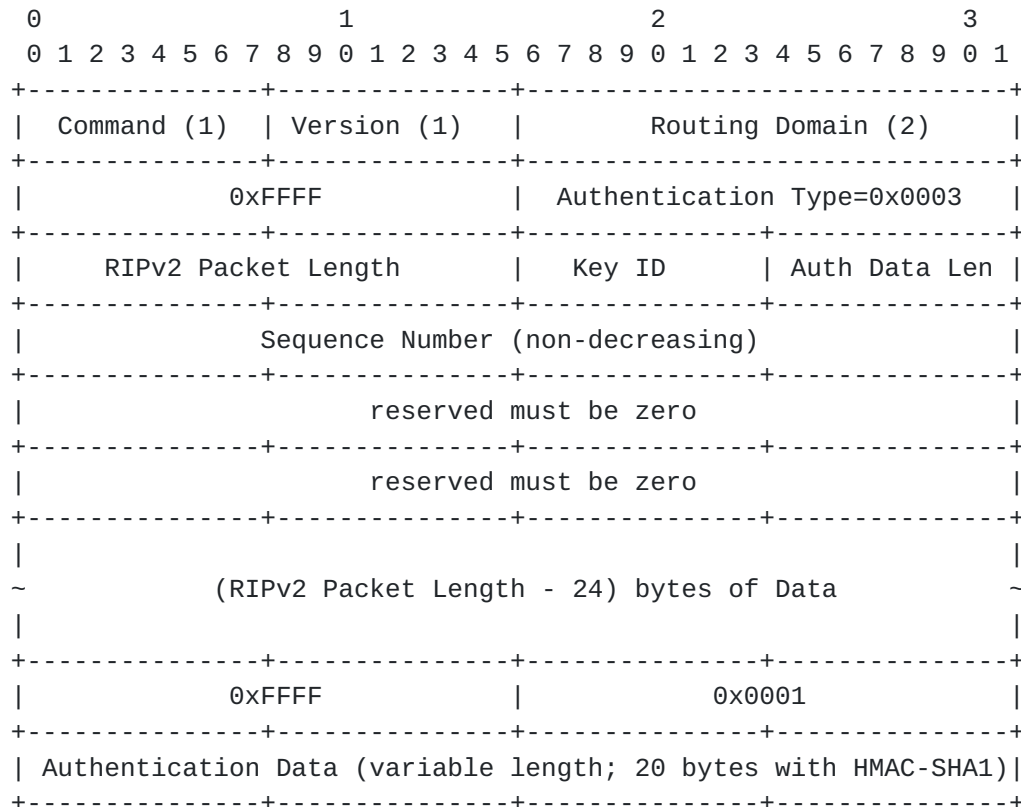 0                   1                   2                   3
0 1 2 3 4 5 6 7 8 9 0 1 2 3 4 5 6 7 8 9 0 1 2 3 4 5 6 7 8 9 0 1
+---------------+---------------+-------------------------------+
|  Command (1)  | Version (1)   |        Routing Domain (2)     |
+---------------+---------------+-------------------------------+
|             0xFFFF            |  Authentication Type=0x0003   |
+---------------+---------------+---------------+---------------+
|     RIPv2 Packet Length       |   Key ID      | Auth Data Len |
+---------------+---------------+---------------+---------------+
|               Sequence Number (non-decreasing)                |
+---------------+---------------+---------------+---------------+
|                      reserved must be zero                    |
+---------------+---------------+---------------+---------------+
|                      reserved must be zero                    |
+---------------+---------------+---------------+---------------+
|                                                               |
~            (RIPv2 Packet Length - 24) bytes of Data           ~
|                                                               |
+---------------+---------------+---------------+---------------+
|             0xFFFF            |            0x0001             |
+---------------+---------------+---------------+---------------+
| Authentication Data (variable length; 20 bytes with HMAC-SHA1)|
+---------------+---------------+---------------+---------------+